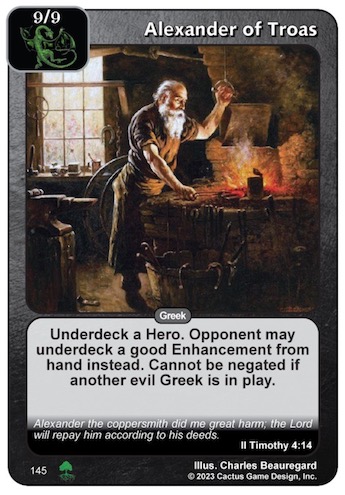 9/9
Alexander of Troas
Greek
Underdeck a Hero. Opponent may
underdeck a good Enhancement from
hand instead. Cannot be negated if
another evil Greek is in play.
Alexander the coppersmith did me great harm; the Lord
will repay him according to his deeds.
II Timothy 4:14
145
Illus. Charles Beauregard
© 2023 Cactus Game Design, Inc.